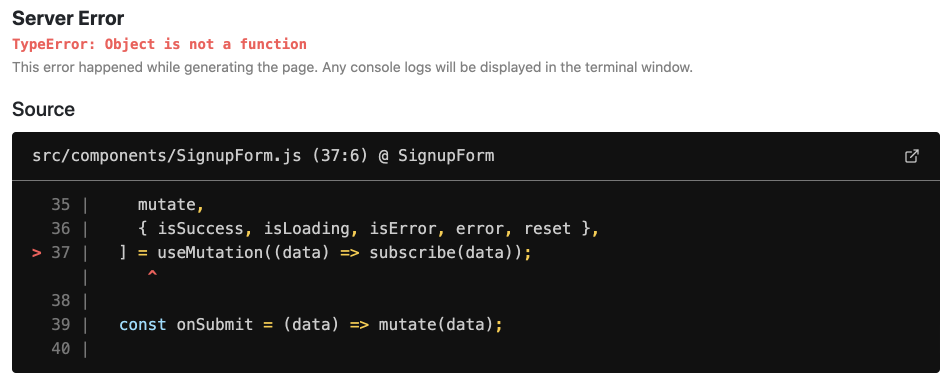 Server Error
TypeError: Object is not a function
This error happened while generating the page. Any console logs will be displayed in the terminal window.
Source
src/components/SignupForm.js (37:6) @ SignupForm
35 |     mutate,
36 |     { isSuccess, isLoading, isError, error, reset },
> 37 |   ] = useMutation((data) => subscribe(data));
|      ^
38 |
39 |   const onSubmit = (data) => mutate(data);
40 |